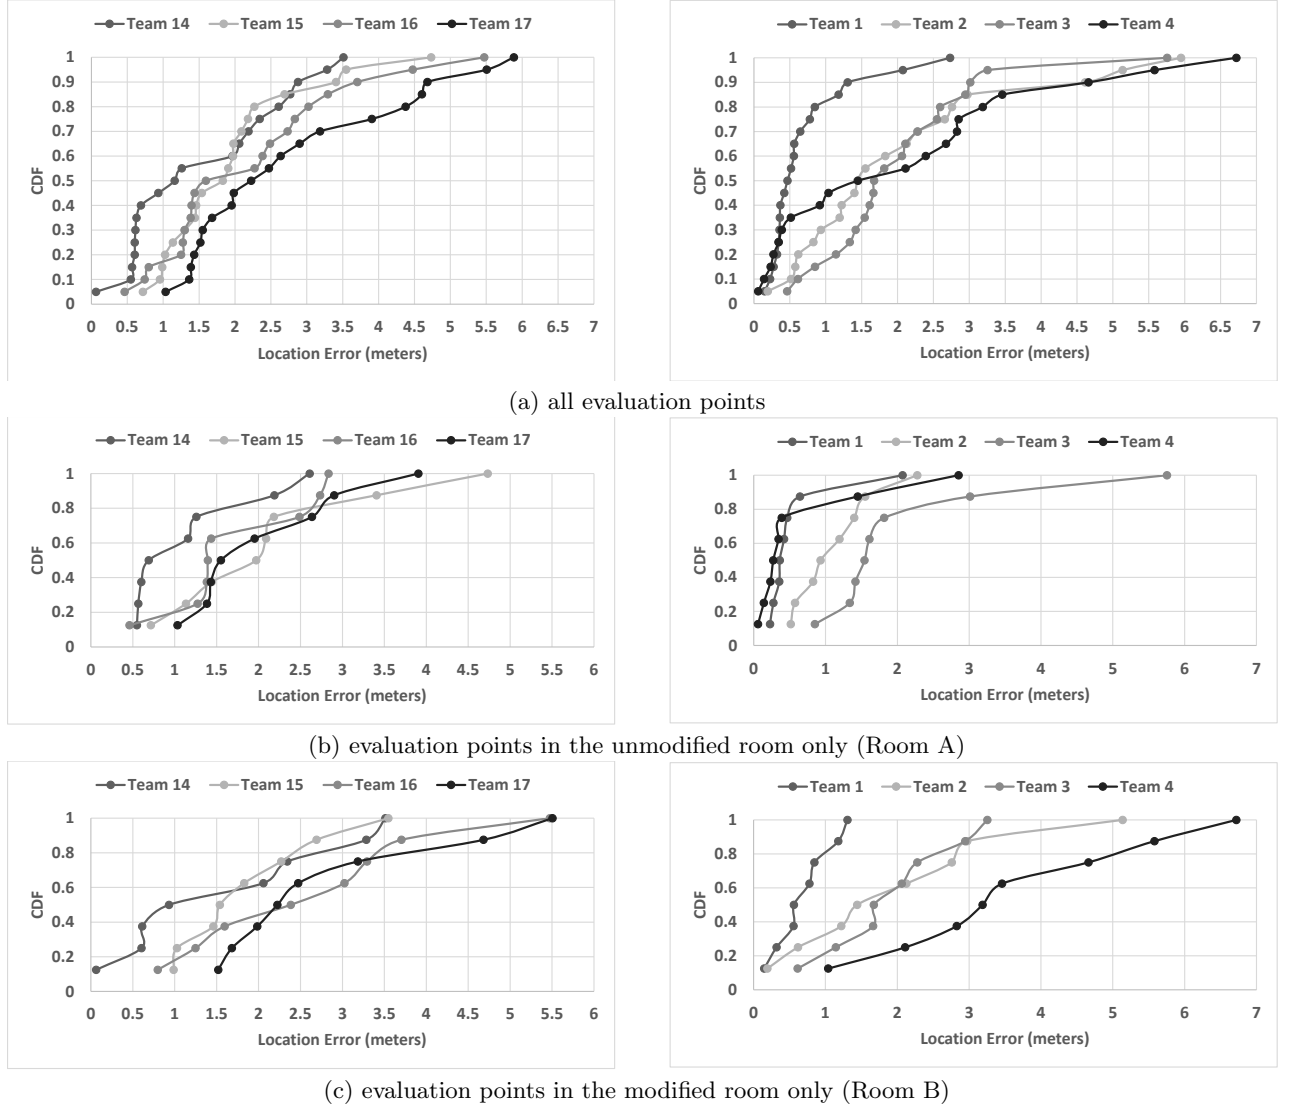 Team 14 Team 15 Team 16 Team 17
1
0.9
0.8
0.7
0.6
0.5
0.4
0.3
0.2
0.1
0
CDF
0 0.5 1 1.5 2 2.5 3 3.5 4 4.5 5 5.5 6 6.5 7
Location Error (meters)
Team 1 Team 2 Team 3 Team 4
1
0.9
0.8
0.7
0.6
0.5
0.4
0.3
0.2
0.1
0
CDF
0 0.5 1 1.5 2 2.5 3 3.5 4 4.5 5 5.5 6 6.5 7
Location Error (meters)
(a) all evaluation points
Team 14 Team 15 Team 16 Team 17
1
0.8
0.6
0.4
0.2
0
CDF
0 0.5 1 1.5 2 2.5 3 3.5 4 4.5 5 5.5 6
Location Error (meters)
Team 1 Team 2 Team 3 Team 4
1
0.8
0.6
0.4
0.2
0
CDF
0 1 2 3 4 5 6 7
Location Error (meters)
(b) evaluation points in the unmodified room only (Room A)
Team 14 Team 15 Team 16 Team 17
1
0.8
0.6
0.4
0.2
0
CDF
0 0.5 1 1.5 2 2.5 3 3.5 4 4.5 5 5.5 6
Location Error (meters)
Team 1 Team 2 Team 3 Team 4
1
0.8
0.6
0.4
0.2
0
CDF
0 1 2 3 4 5 6 7
Location Error (meters)
(c) evaluation points in the modified room only (Room B)